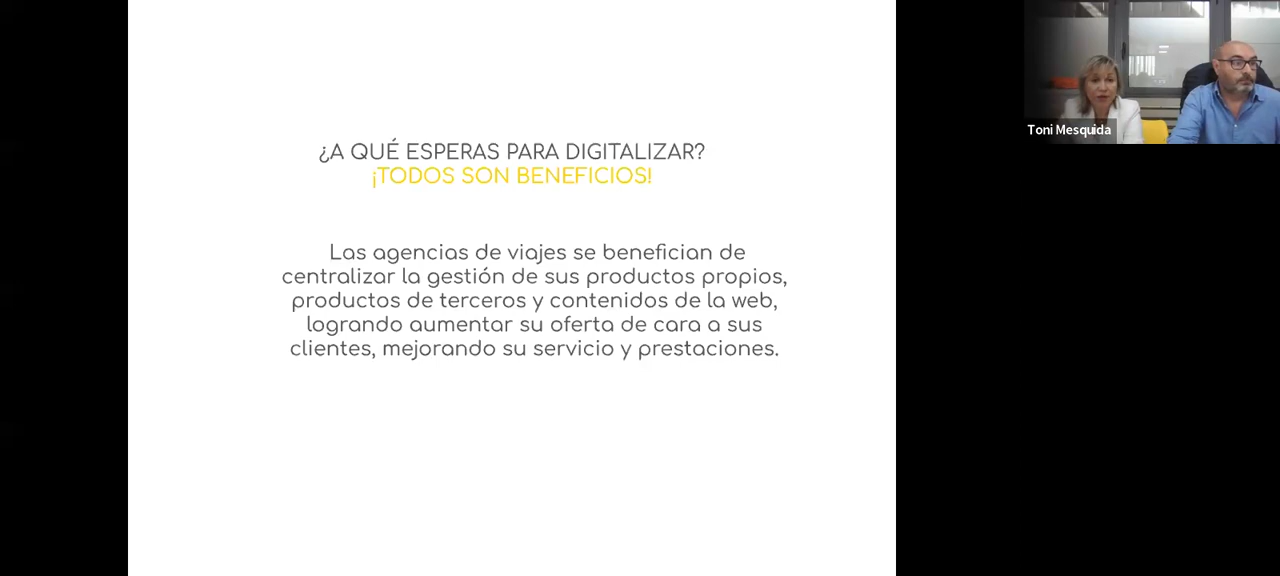 ¿A QUÉ ESPERAS PARA DIGITALIZAR?
¡TODOS SON BENEFICIOS!
Las agencias de viajes se benefician de
centralizar la gestión de sus productos propios,
productos de terceros y contenidos de la web,
logrando aumentar su oferta de cara a sus
clientes, mejorando su servicio y prestaciones.
Toni Mesquida